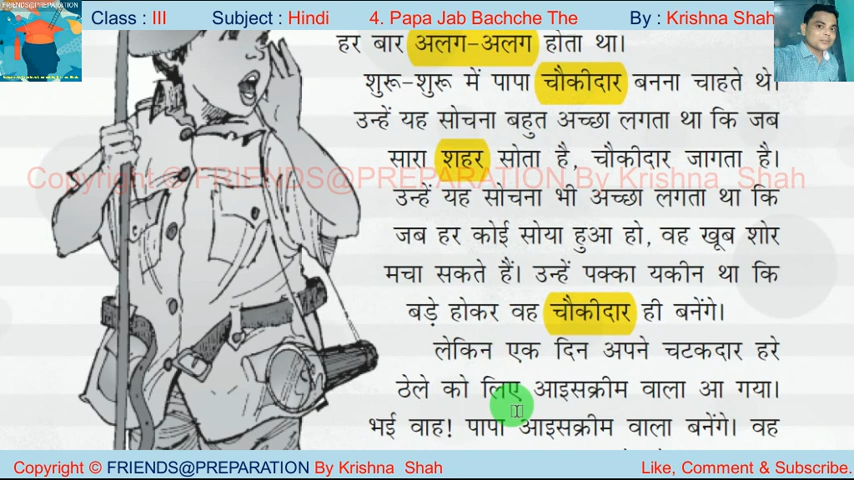 FRIENDS@PREPARATION
Class : III Subject : Hindi 4. Papa Jab Bachche The By : Krishna Shah
हर बार अलग-अलग होता था।
शुरू-शुरू में पापा चौकीदार बनना चाहते थे।
उन्हें यह सोचना बहुत अच्छा लगता था कि जब
सारा शहर सोता है, चौकीदार जागता है।
Copyright © FRIENDS@PREPARATION By Krishna Shah
उन्हें यह सोचना भी अच्छा लगता था कि
जब हर कोई सोया हुआ हो, वह खूब शोर
मचा सकते हैं। उन्हें पक्का यकीन था कि
बड़े होकर वह चौकीदार ही बनेंगे।
लेकिन एक दिन अपने चटकदार हरे
ठेले को लिए आइसक्रीम वाला आ गया।
भई वाह! पापा आइसक्रीम वाला बनेंगे। वह
Copyright © FRIENDS@PREPARATION By Krishna Shah Like, Comment & Subscribe.